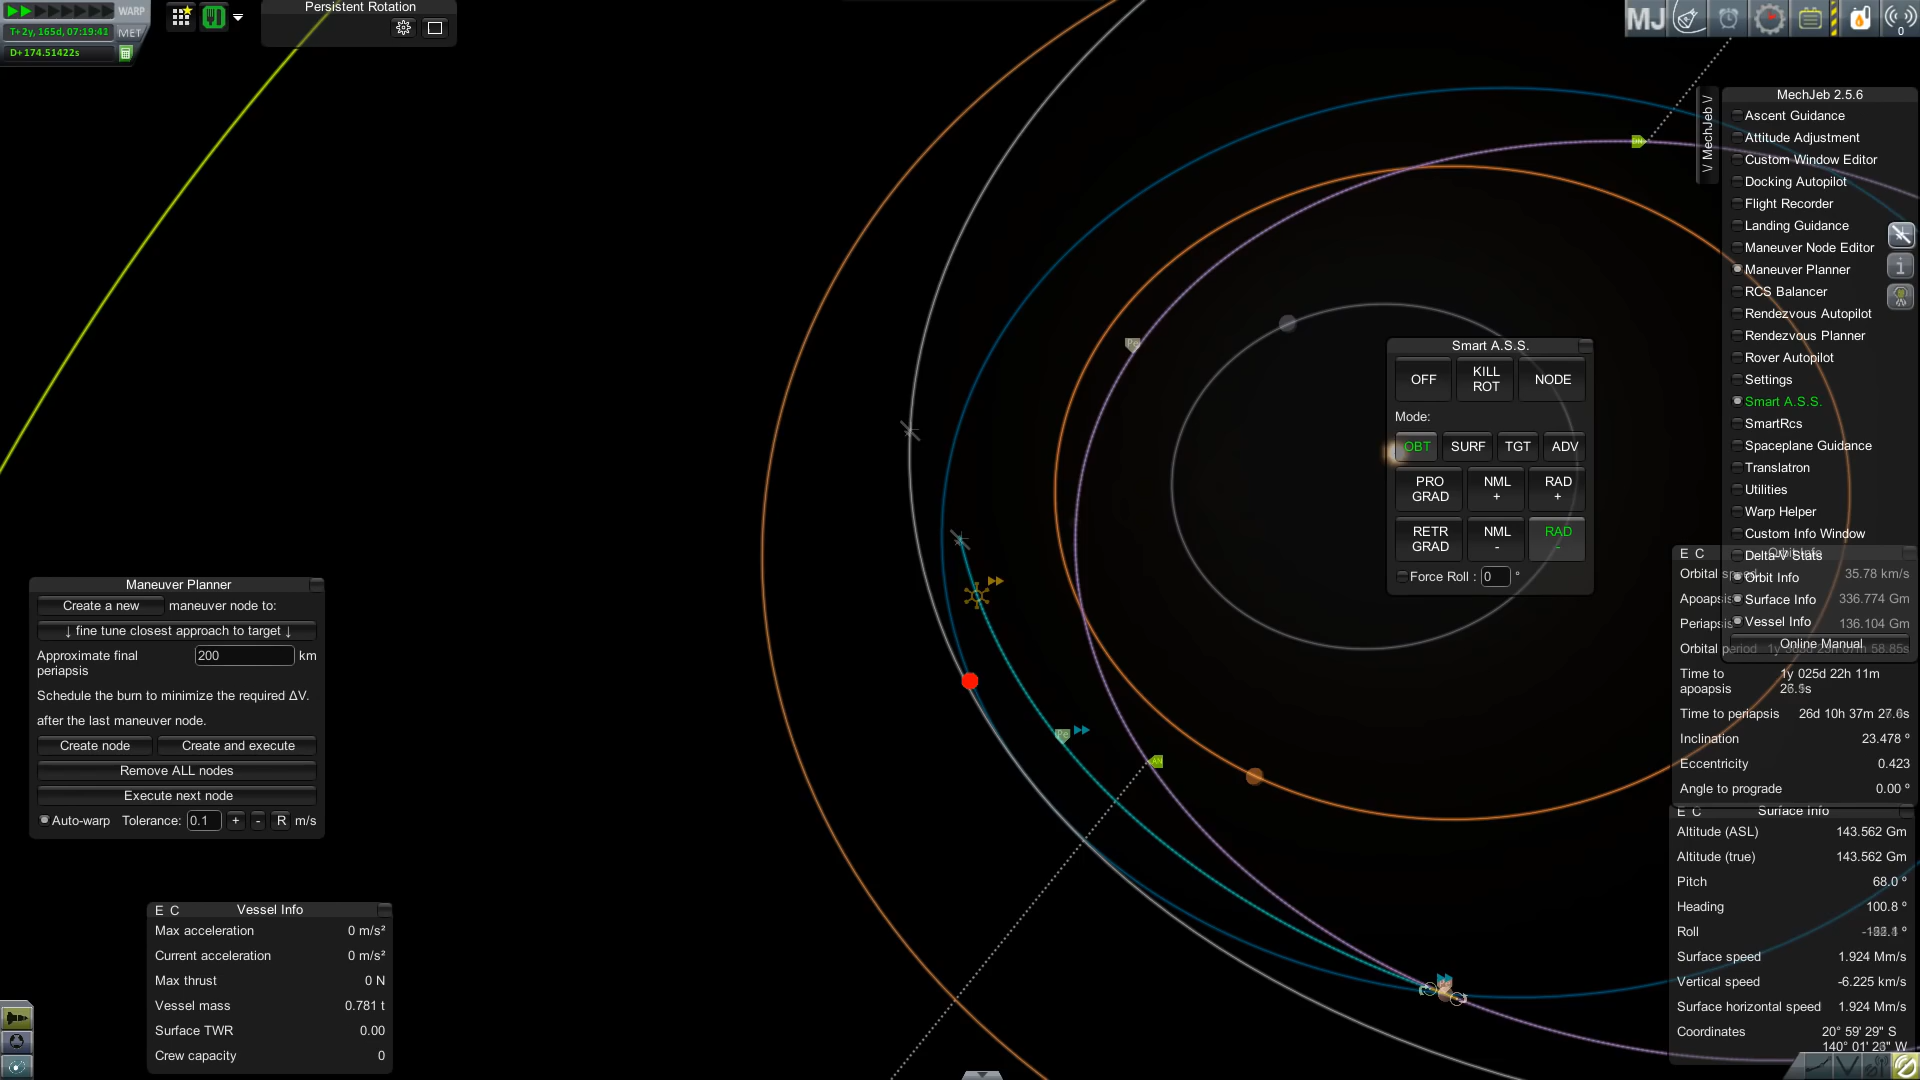 WARP
T+2y, 165d, 07:19:41
MET
D+174.51422s
Persistent Rotation
MJ
0
MechJeb 2.5.6
V MechJeb V
Ascent Guidance
Attitude Adjustment
Custom Window Editor
Docking Autopilot
Flight Recorder
Landing Guidance
Maneuver Node Editor
Maneuver Planner
RCS Balancer
Rendezvous Autopilot
Rendezvous Planner
Rover Autopilot
Settings
Smart A.S.S.
SmartRcs
Spaceplane Guidance
Translatron
Utilities
Warp Helper
Custom Info Window
Delta-V Stats
Orbit Info
Surface Info
Vessel Info
Online Manual
DN
Pe
Pe
AN
Smart A.S.S.
OFF
KILL
ROT
NODE
Mode:
OBT SURF TGT ADV
PRO
GRAD
NML
+
RAD
+
RETR
GRAD
NML
-
RAD
-
Force Roll : 0 °
Maneuver Planner
Create a new maneuver node to:
↓ fine tune closest approach to target ↓
Approximate final
periapsis
200 km
Schedule the burn to minimize the required ΔV.
after the last maneuver node.
Create node Create and execute
Remove ALL nodes
Execute next node
Auto-warp Tolerance: 0.1 + - R m/s
E C Vessel Info
Max acceleration 0 m/s²
Current acceleration 0 m/s²
Max thrust 0 N
Vessel mass 0.781 t
Surface TWR 0.00
Crew capacity 0
E C Orbit Info
Orbital speed 35.78 km/s
Apoapsis 336.774 Gm
Periapsis 136.104 Gm
Orbital period
Time to
apoapsis
1y 025d 22h 11m
Time to periapsis 26d 10h 37m
Inclination 23.478 º
Eccentricity 0.423
Angle to prograde 0.00 º
E C Surface Info
Altitude (ASL) 143.562 Gm
Altitude (true) 143.562 Gm
Pitch 68.0 º
Heading 100.8 º
Roll
Surface speed 1.924 Mm/s
Vertical speed -6.225 km/s
Surface horizontal speed 1.924 Mm/s
Coordinates 20° 59' 29" S
140° 01' W